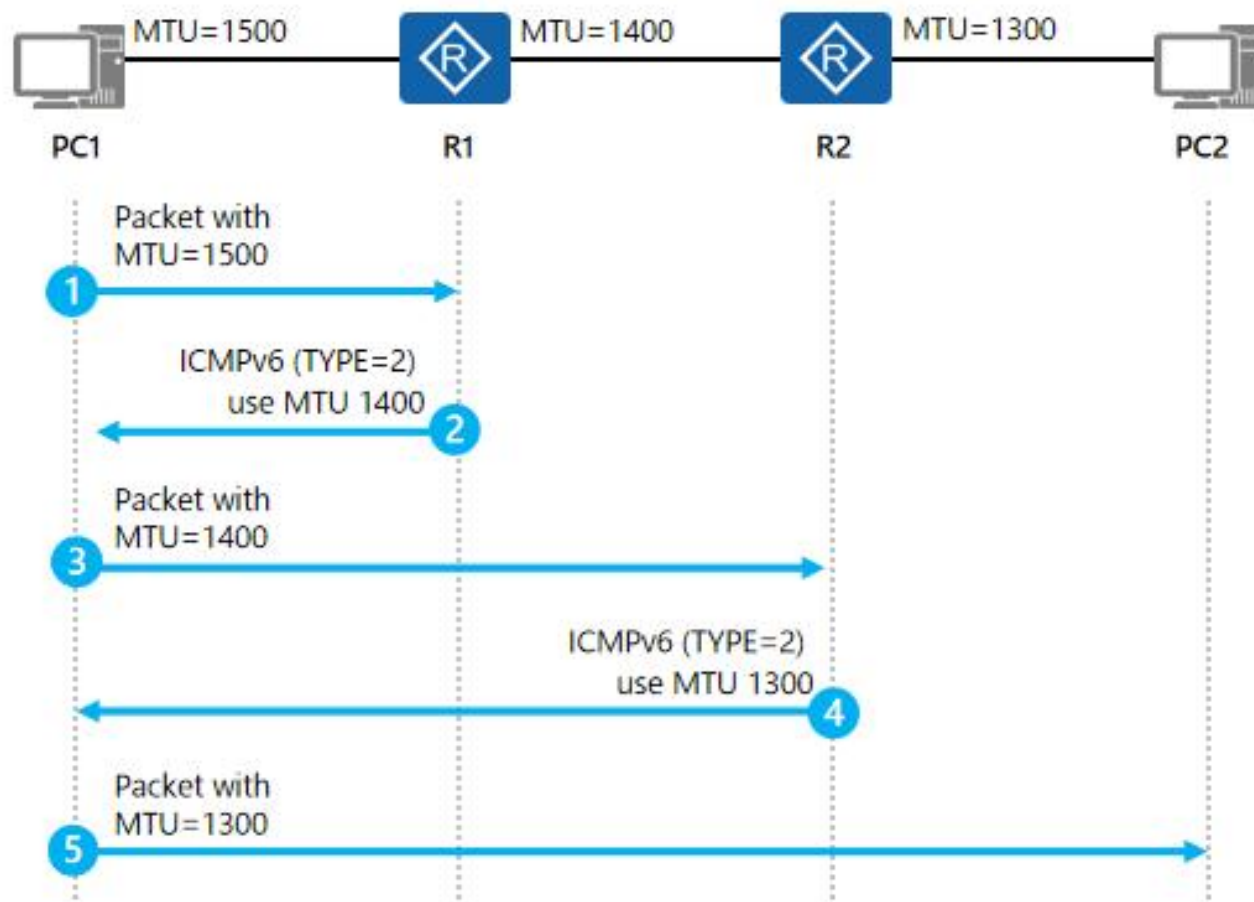 MTU=1500
MTU=1400
MTU=1300
R
R
PC1
R1
R2
PC2
Packet with
MTU=1500
1
ICMPv6 (TYPE=2)
use MTU 1400
2
Packet with
MTU=1400
3
ICMPv6 (TYPE=2)
use MTU 1300
4
Packet with
MTU=1300
5